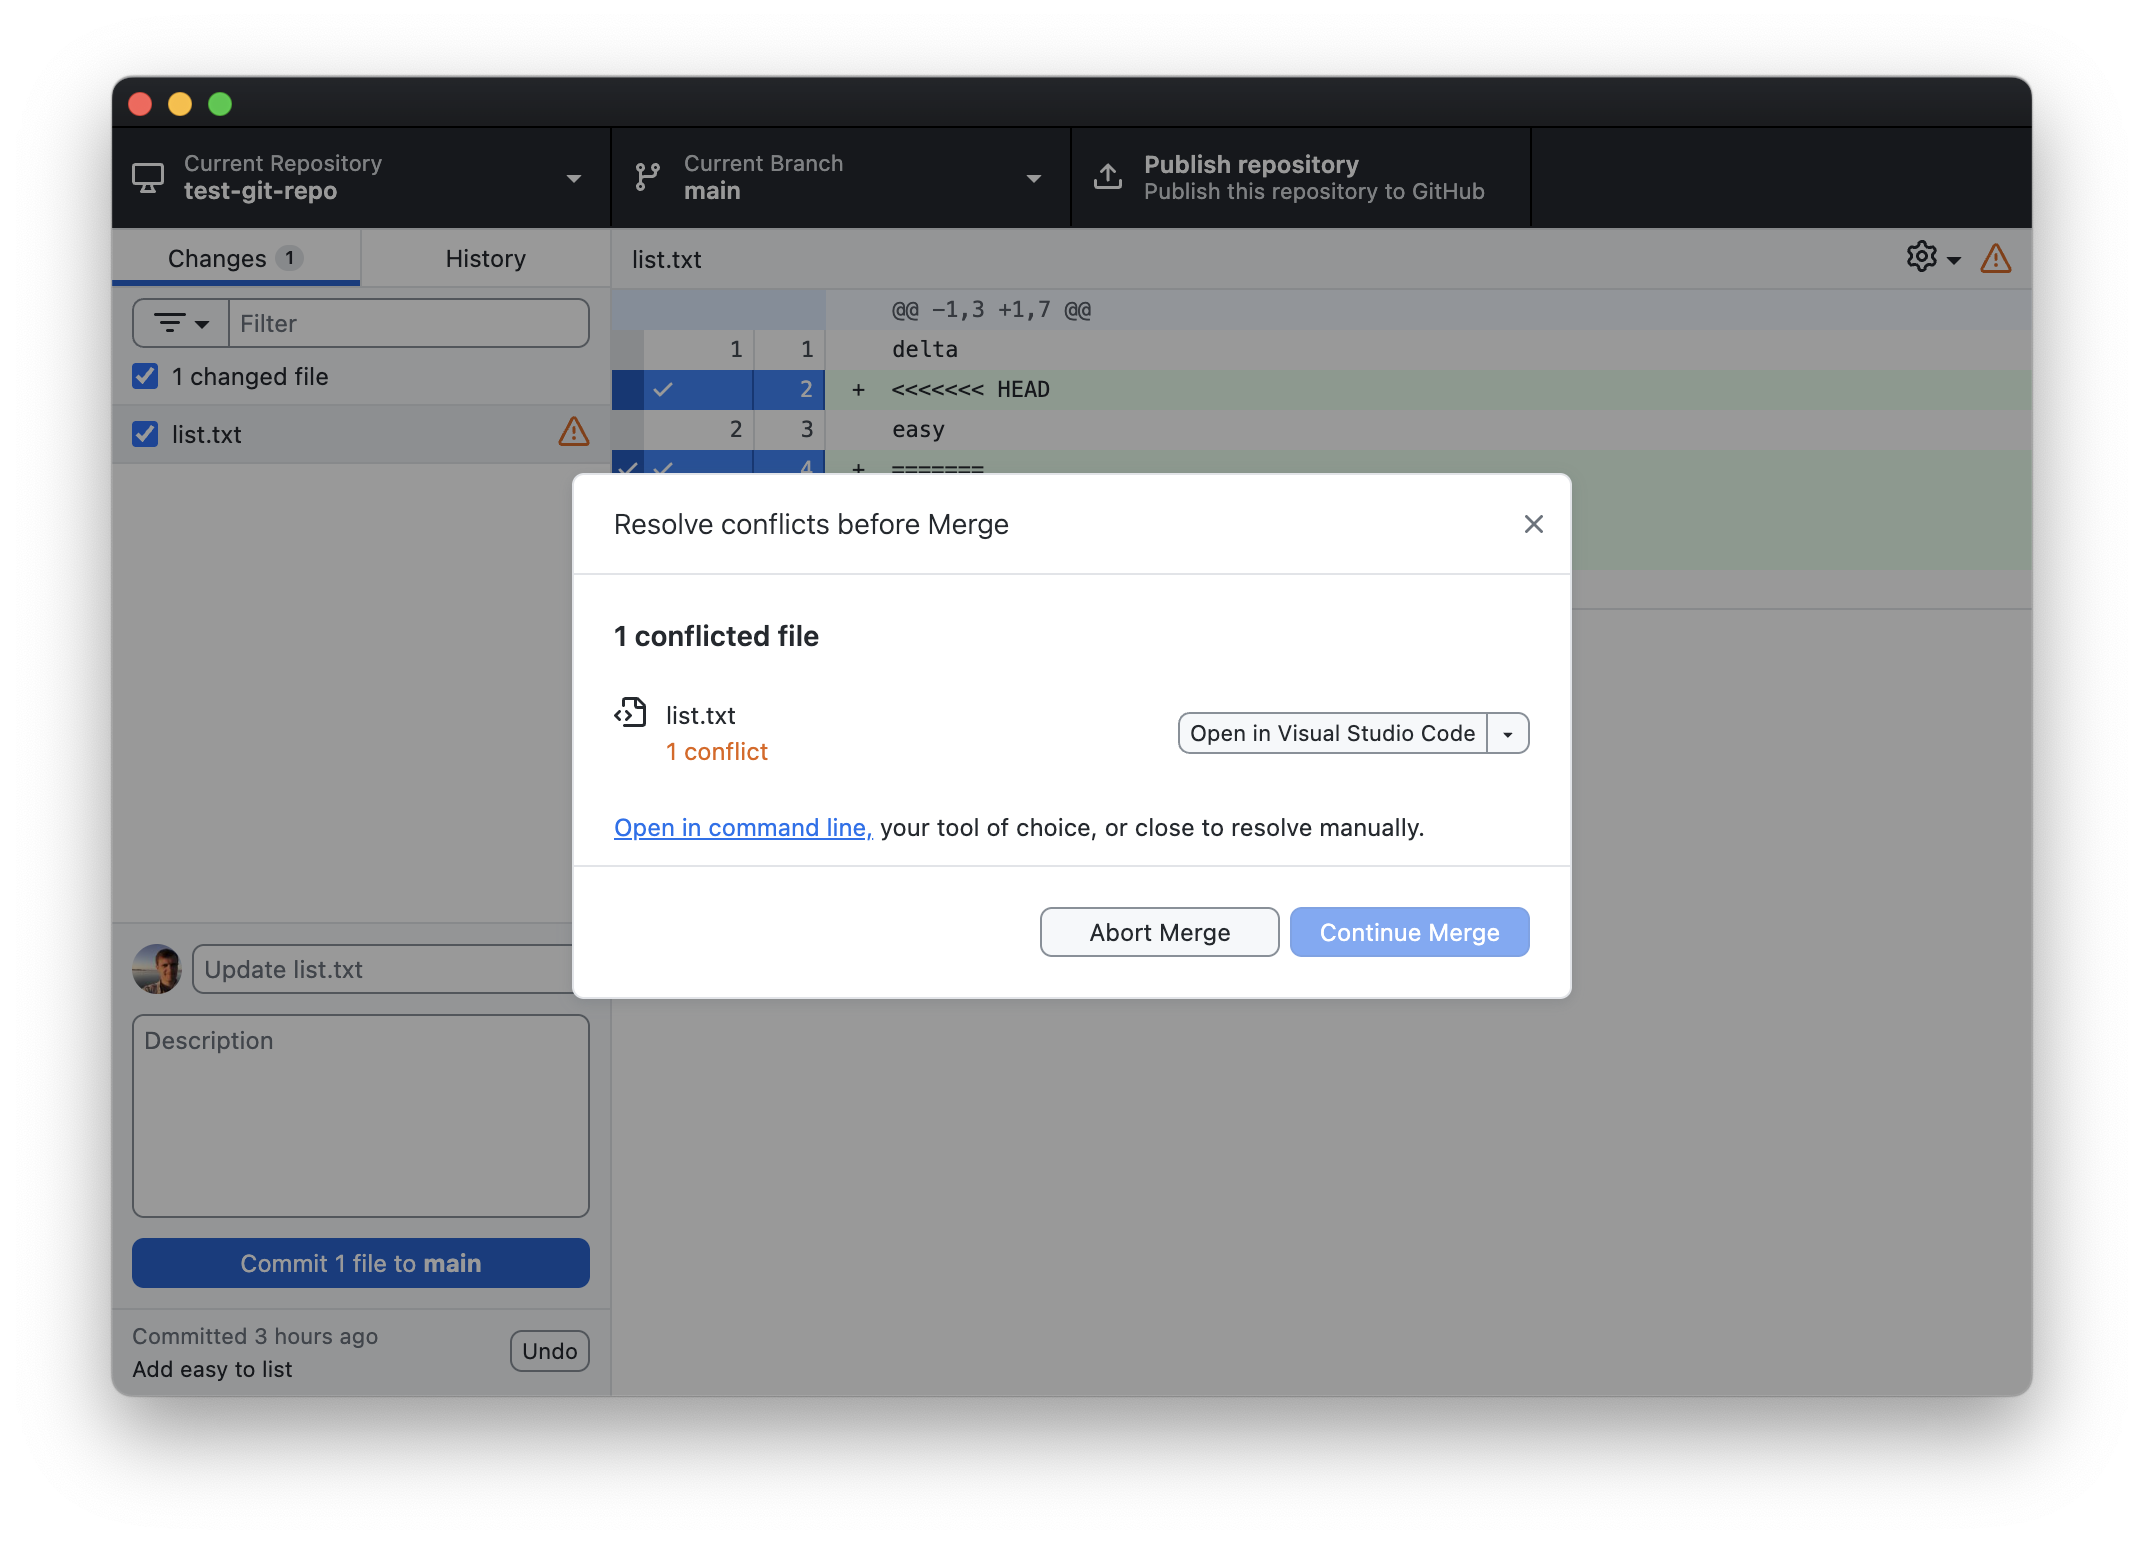 Current Repository
test-git-repo
Current Branch
main
Publish repository
Publish this repository to GitHub
Changes 1
History
list.txt
Filter
1 changed file
list.txt
@@ -1,3 +1,7 @@
1 1 delta
2 + <<<<<<< HEAD
2 3 easy
4 + =======
Resolve conflicts before Merge
1 conflicted file
list.txt
1 conflict
Open in Visual Studio Code
Open in command line, your tool of choice, or close to resolve manually.
Abort Merge
Continue Merge
Update list.txt
Description
Commit 1 file to main
Committed 3 hours ago
Add easy to list
Undo